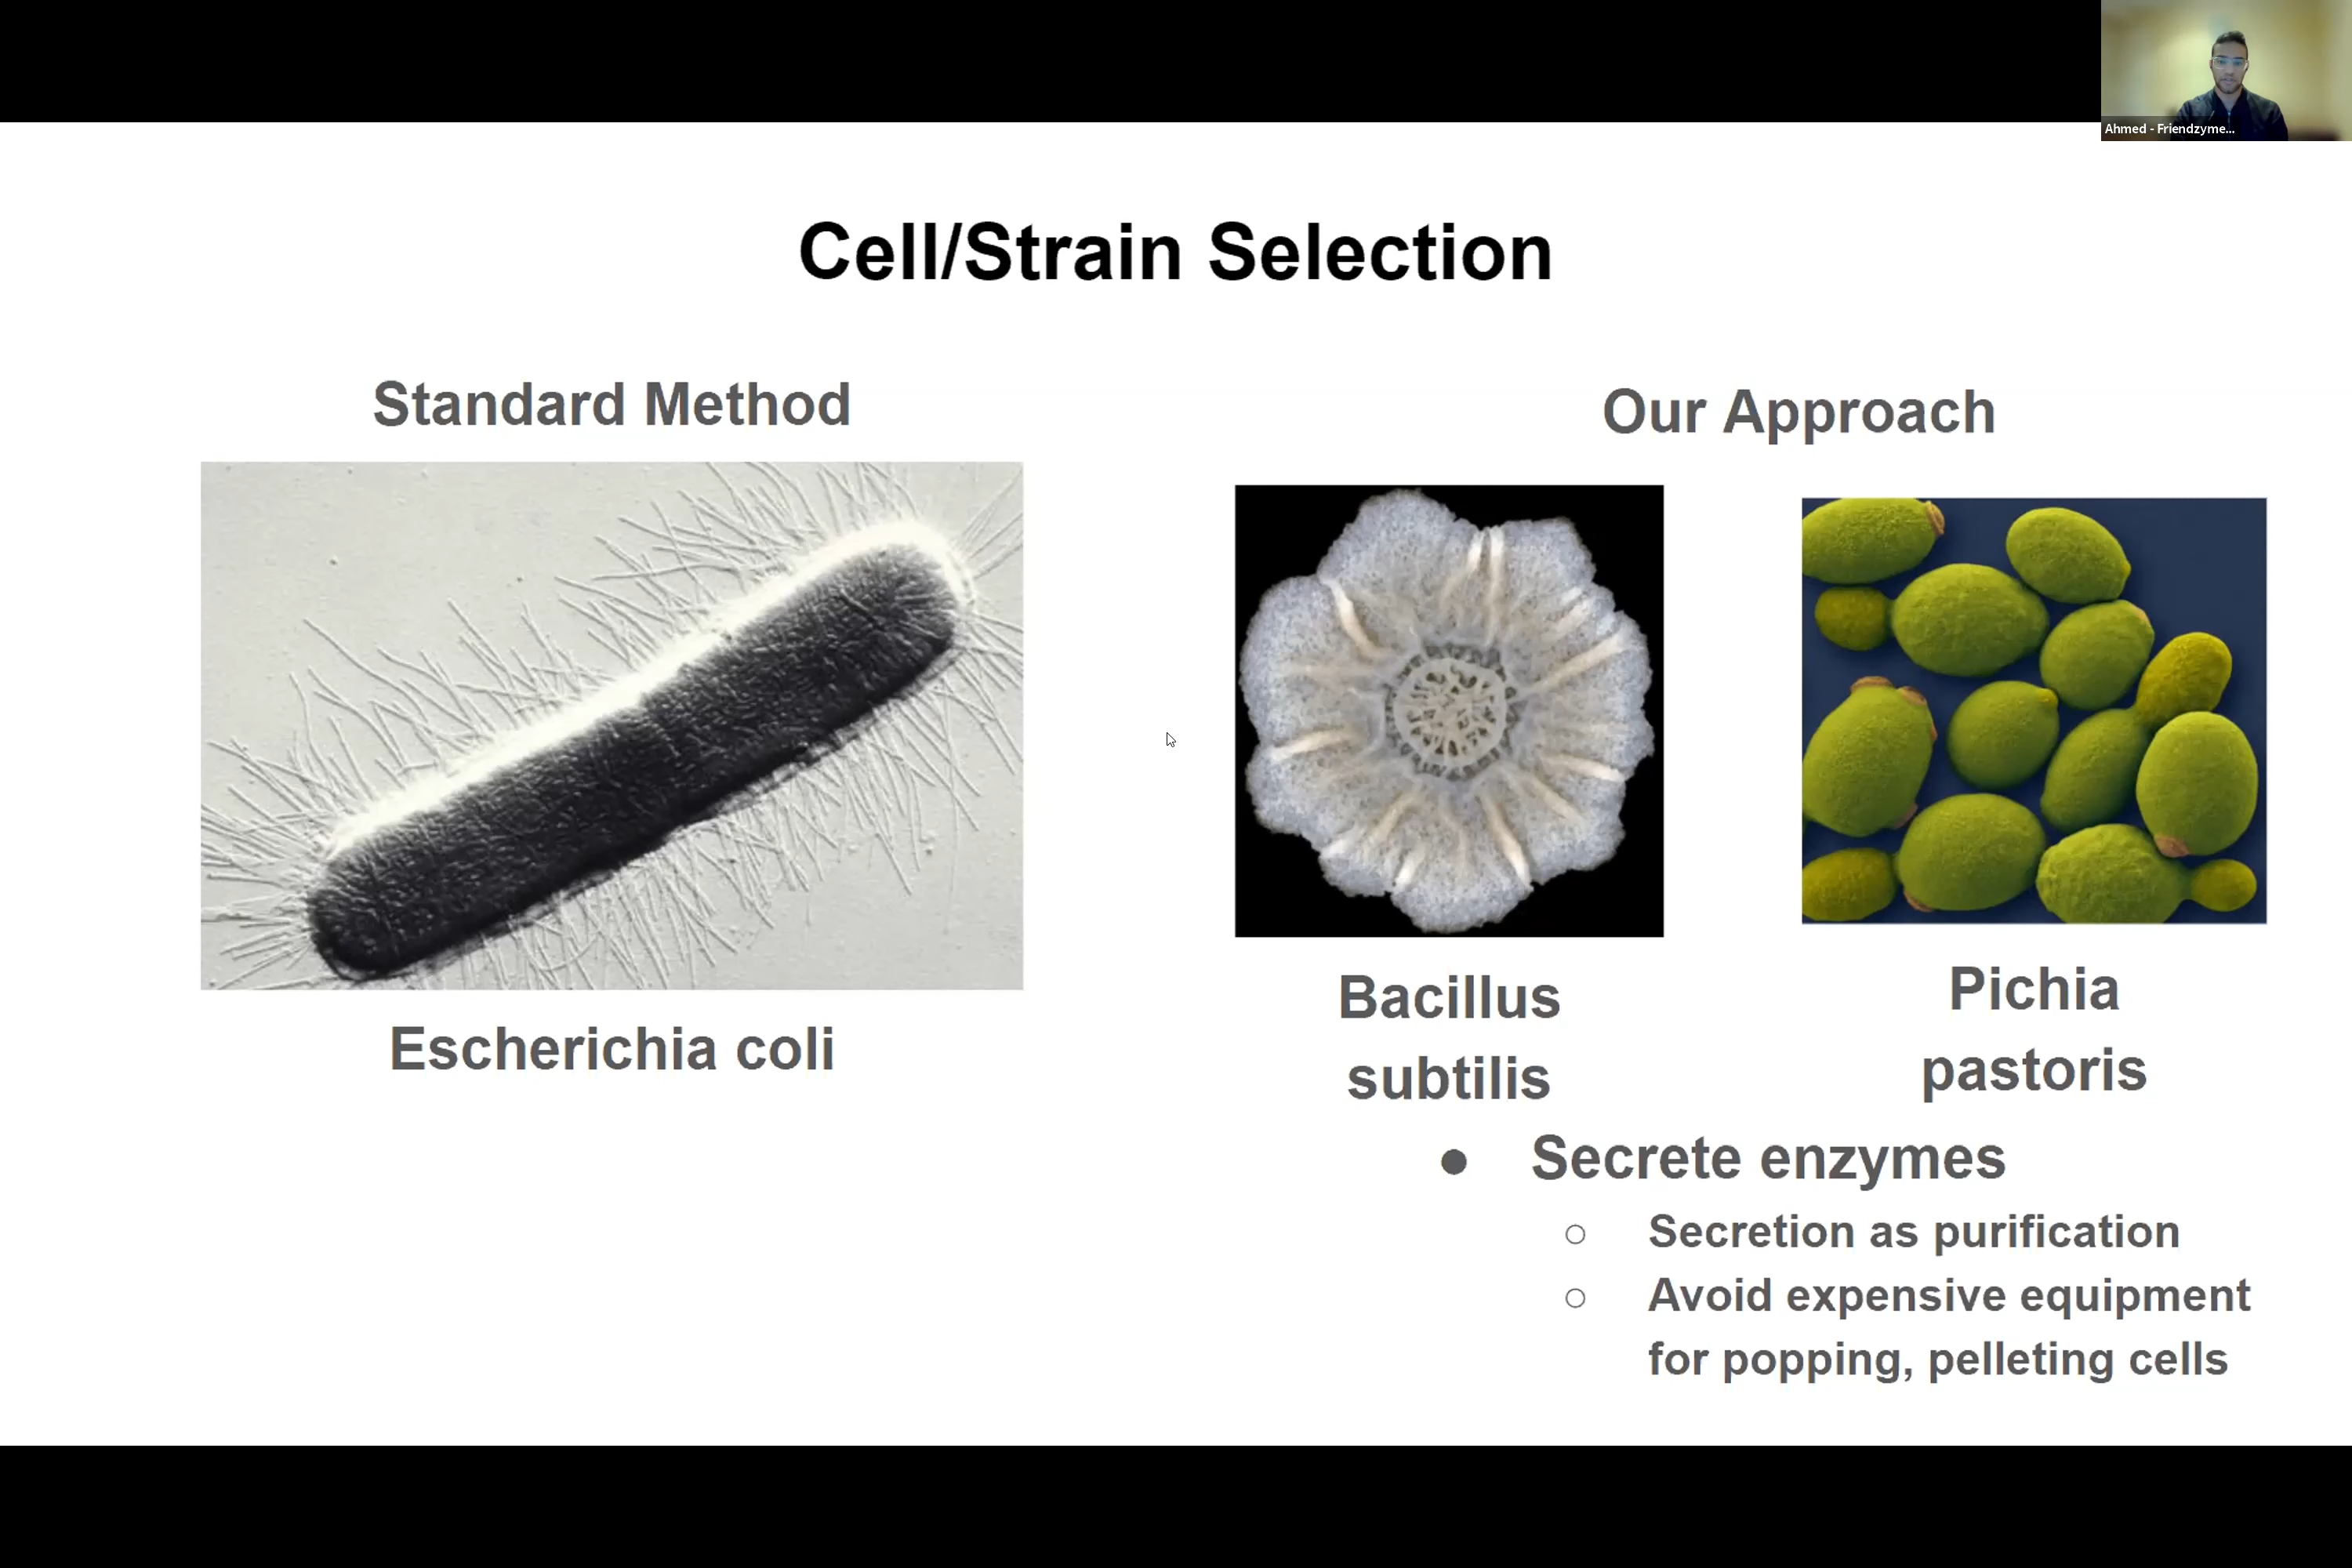 Ahmed - Friendzyme...
Cell/Strain Selection
Standard Method
Escherichia coli
Our Approach
Bacillus
subtilis
Pichia
pastoris
● Secrete enzymes
○ Secretion as purification
○ Avoid expensive equipment
for popping, pelleting cells